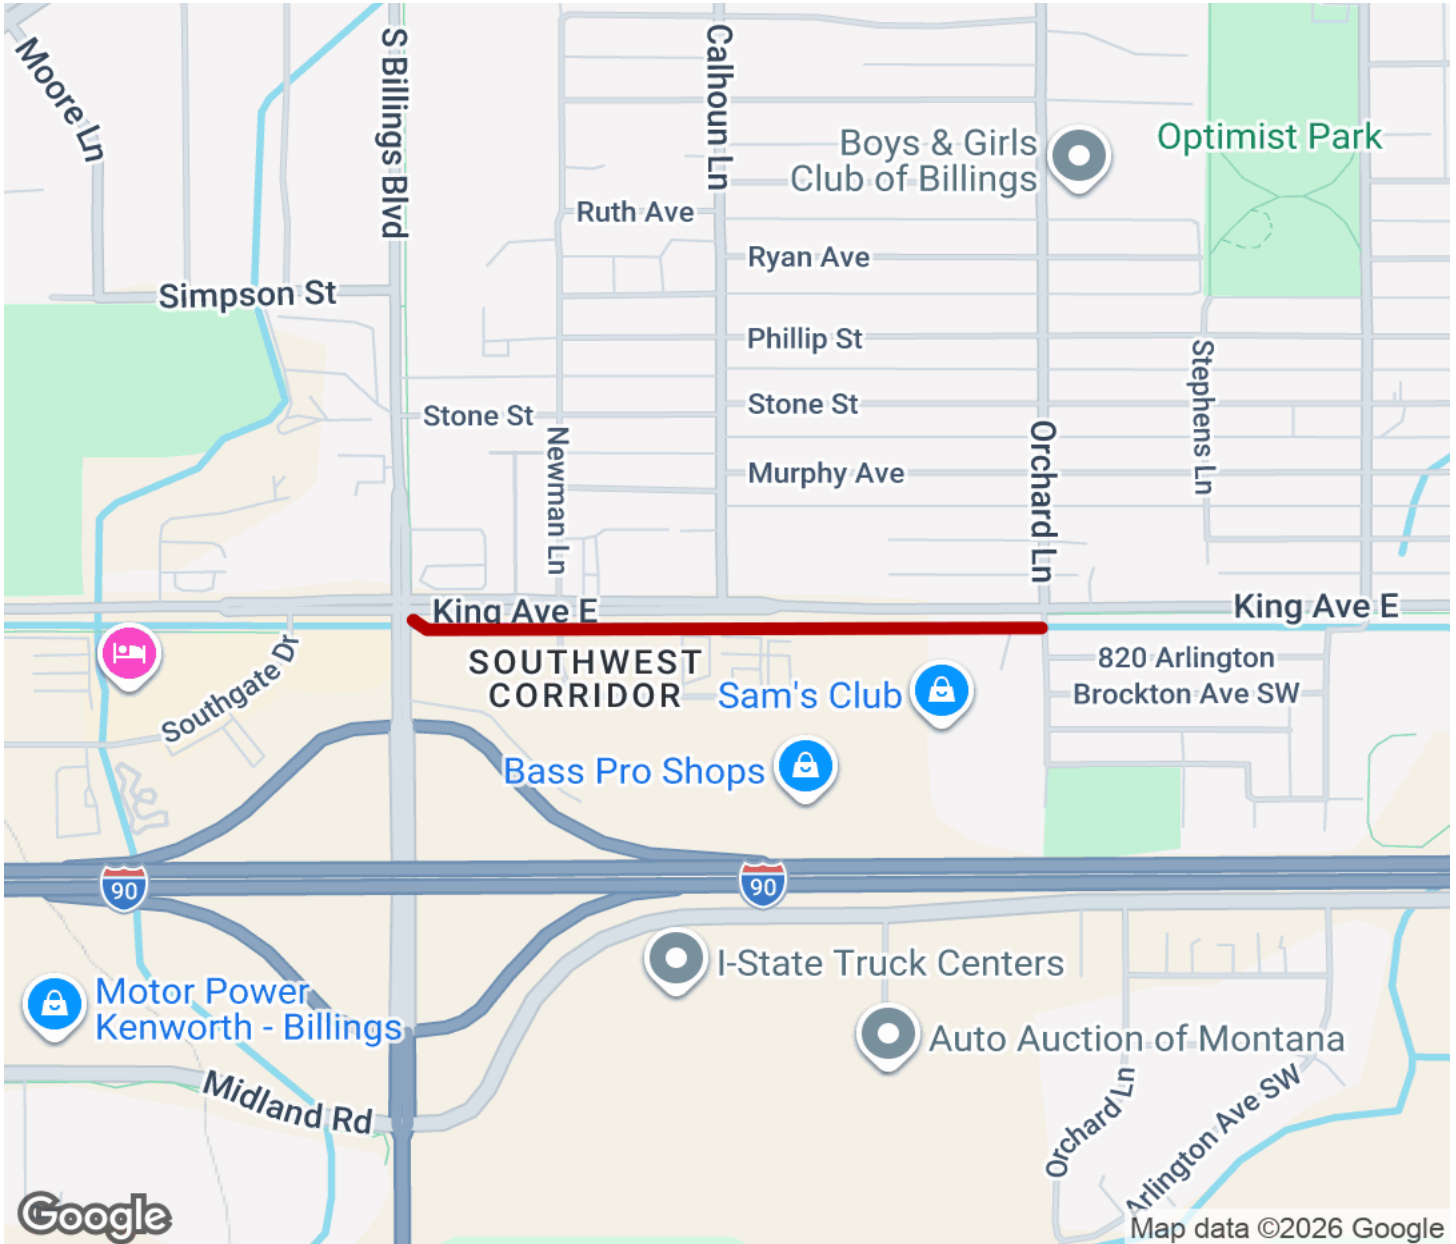 Moore Ln
S Billings Blvd
Calhoun Ln
Boys & Girls
Club of Billings
Optimist Park
Ruth Ave
Ryan Ave
Simpson St
Phillip St
Stephens Ln
Stone St
Stone St
Newman Ln
Murphy Ave
Orchard Ln
King Ave E
King Ave E
Southgate Dr
SOUTHWEST
CORRIDOR
820 Arlington
Brockton Ave SW
Sam's Club
Bass Pro Shops
90
90
I-State Truck Centers
Motor Power
Kenworth - Billings
Auto Auction of Montana
Midland Rd
Orchard Ln
Arlington Ave SW
Google
Map data ©2026 Google